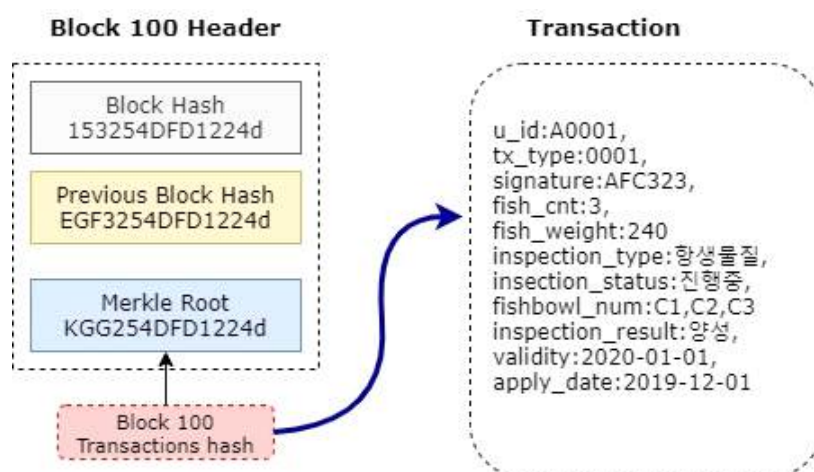 Block 100 Header
Block Hash
153254DFD1224d
Previous Block Hash
EGF3254DFD1224d
Merkle Root
KGG254DFD1224d
Block 100
Transactions hash
Transaction
u_id:A0001,
tx_type:0001,
signature:AFC323,
fish_cnt:3,
fish_weight:240
inspection_type:항생물질,
insection_status:진행중,
fishbowl_num:C1,C2,C3
inspection_result:양성,
validity:2020-01-01,
apply_date:2019-12-01